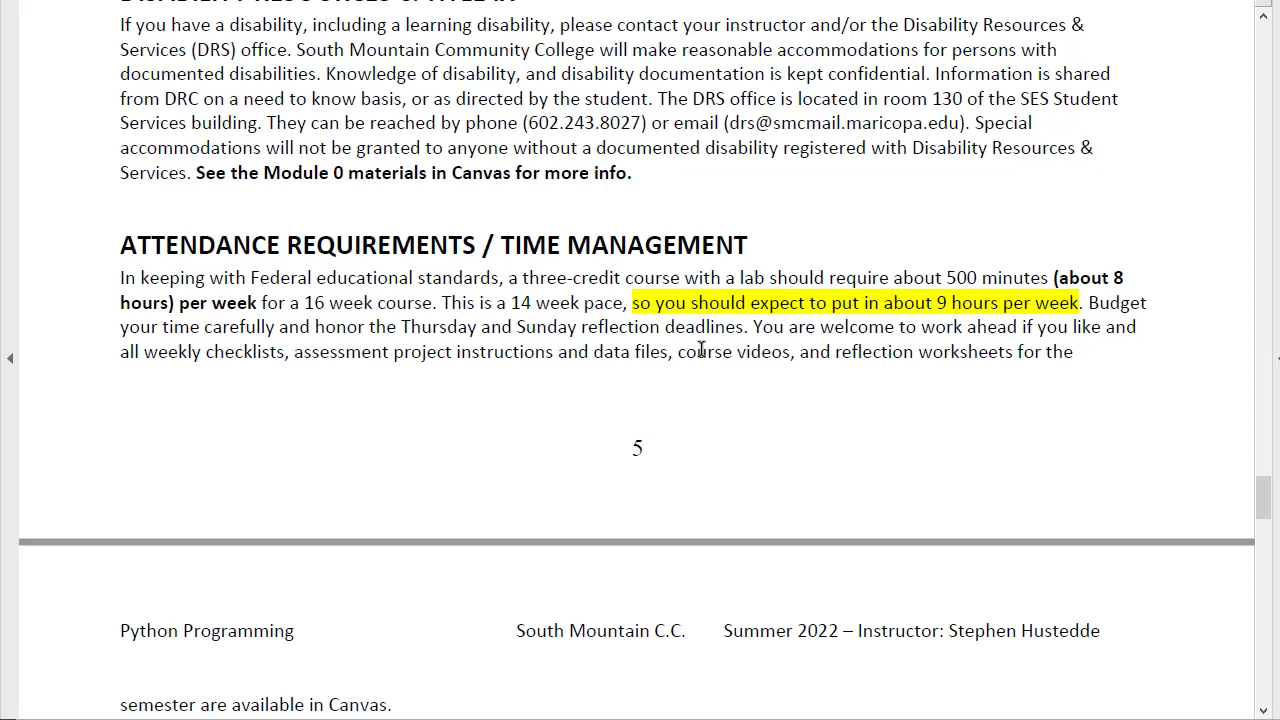 If you have a disability, including a learning disability, please contact your instructor and/or the Disability Resources &
Services (DRS) office. South Mountain Community College will make reasonable accommodations for persons with
documented disabilities. Knowledge of disability, and disability documentation is kept confidential. Information is shared
from DRC on a need to know basis, or as directed by the student. The DRS office is located in room 130 of the SES Student
Services building. They can be reached by phone (602.243.8027) or email (drs@smcmail.maricopa.edu). Special
accommodations will not be granted to anyone without a documented disability registered with Disability Resources &
Services. See the Module 0 materials in Canvas for more info.
ATTENDANCE REQUIREMENTS / TIME MANAGEMENT
In keeping with Federal educational standards, a three-credit course with a lab should require about 500 minutes (about 8
hours) per week for a 16 week course. This is a 14 week pace, so you should expect to put in about 9 hours per week. Budget
your time carefully and honor the Thursday and Sunday reflection deadlines. You are welcome to work ahead if you like and
all weekly checklists, assessment project instructions and data files, course videos, and reflection worksheets for the
5
Python Programming South Mountain C.C. Summer 2022 – Instructor: Stephen Hustedde
semester are available in Canvas.